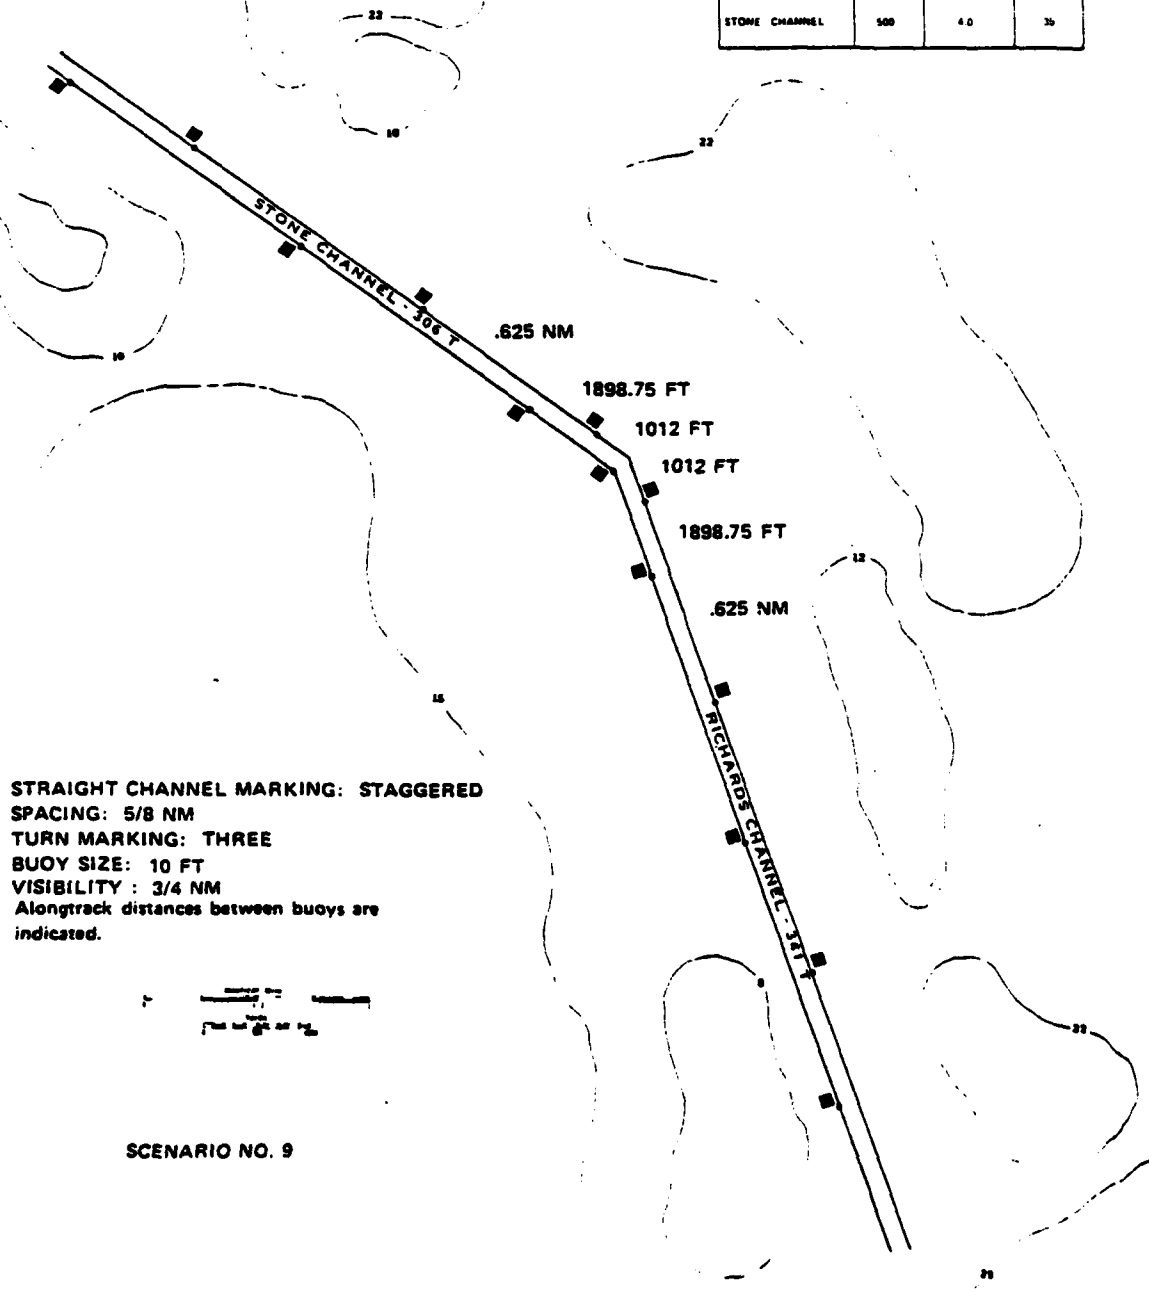 22
STONE CHANNEL 500 4.0 35
18
22
STONE CHANNEL - 306 T
.625 NM
18
1898.75 FT
1012 FT
1012 FT
1898.75 FT
12
.625 NM
15
RICHARDS CHANNEL - 341 T
STRAIGHT CHANNEL MARKING: STAGGERED
SPACING: 5/8 NM
TURN MARKING: THREE
BUOY SIZE: 10 FT
VISIBILITY : 3/4 NM
Alongtrack distances between buoys are
indicated.
8
22
SCENARIO NO. 9